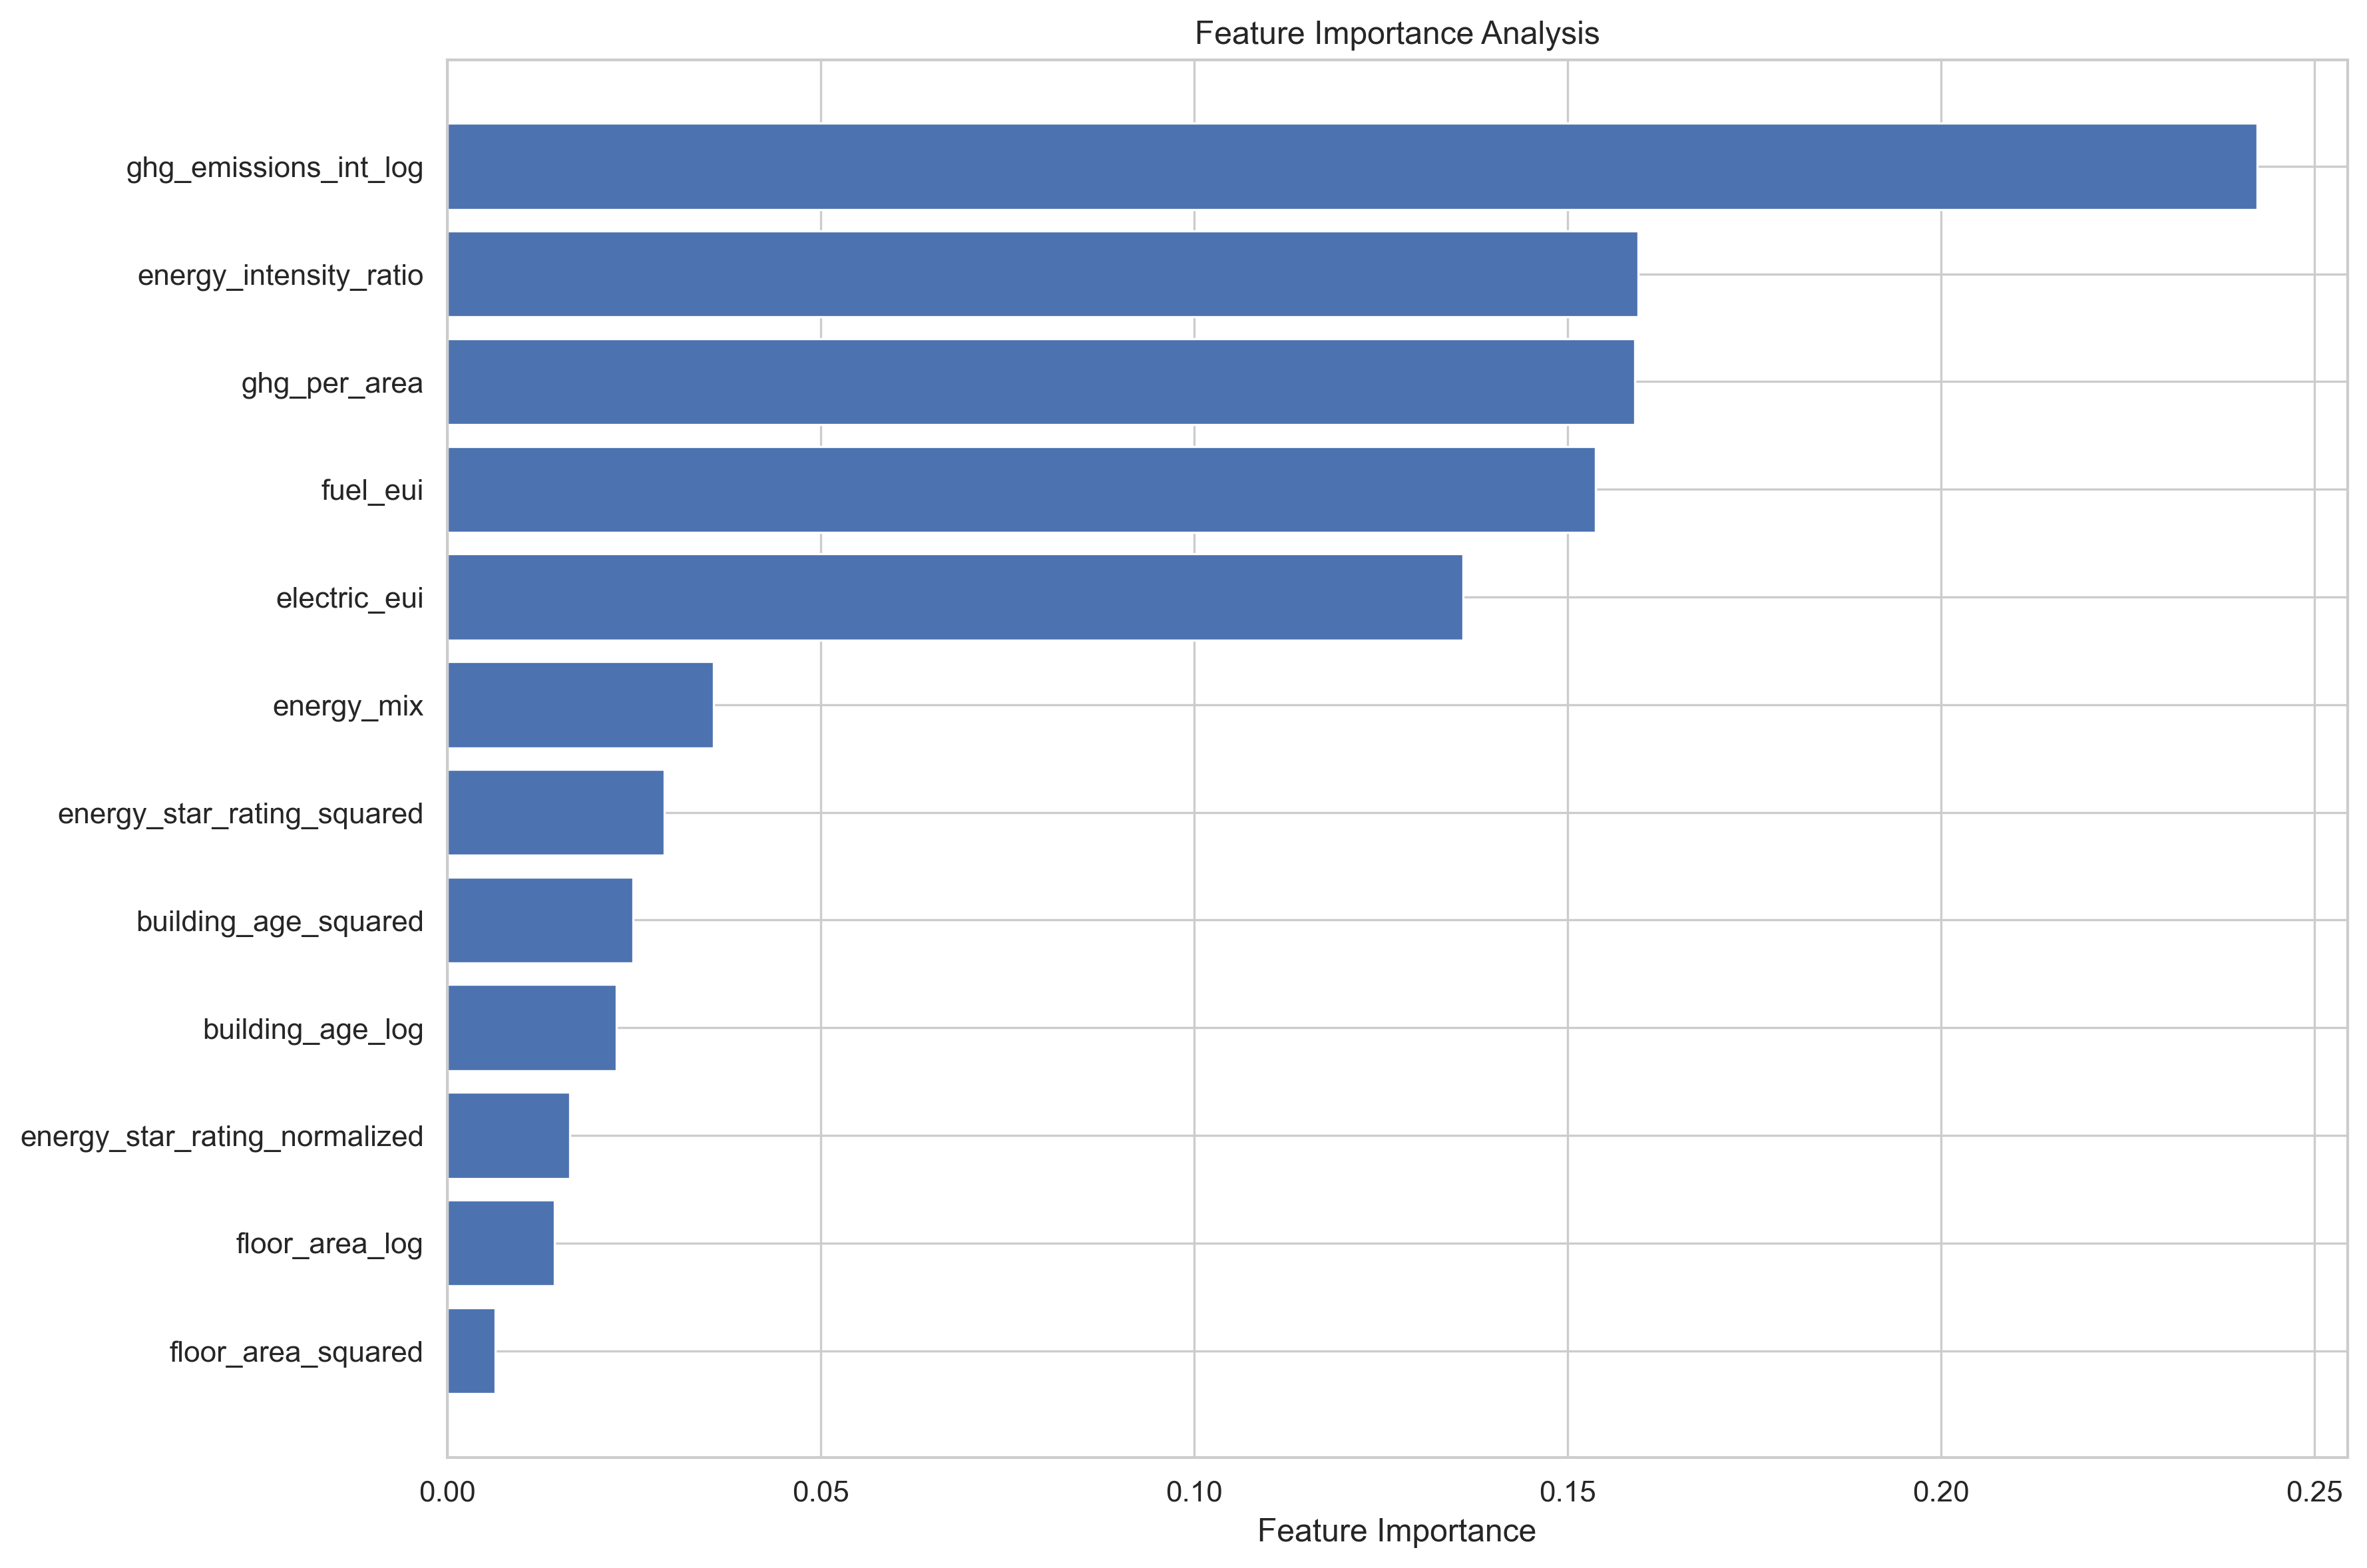 Feature Importance Analysis
ghg_emissions_int_log
energy_intensity_ratio
ghg_per_area
fuel_eui
electric_eui
energy_mix
energy_star_rating_squared
building_age_squared
building_age_log
energy_star_rating_normalized
floor_area_log
floor_area_squared
0.00 0.05 0.10 0.15 0.20 0.25
Feature Importance